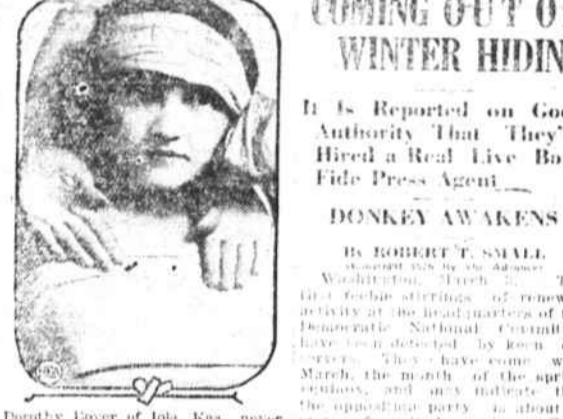 COMING OUT O
WINTER HIDIN
It Is Reported on Goo
Authority That They'
Hired a Real Live Bo
Fide Press Agent
DONKEY AWAKENS
By ROBERT T. SMALL
Washington, March T
first feeble stirrings of renew
activity at the headquarters of t
Democratic National Committ
have been detected by keen o
servers. They have come w
March, the month of the spri
equinox, and may indicate th
the opposition party is about
Dorothy of Iola, Kas., never